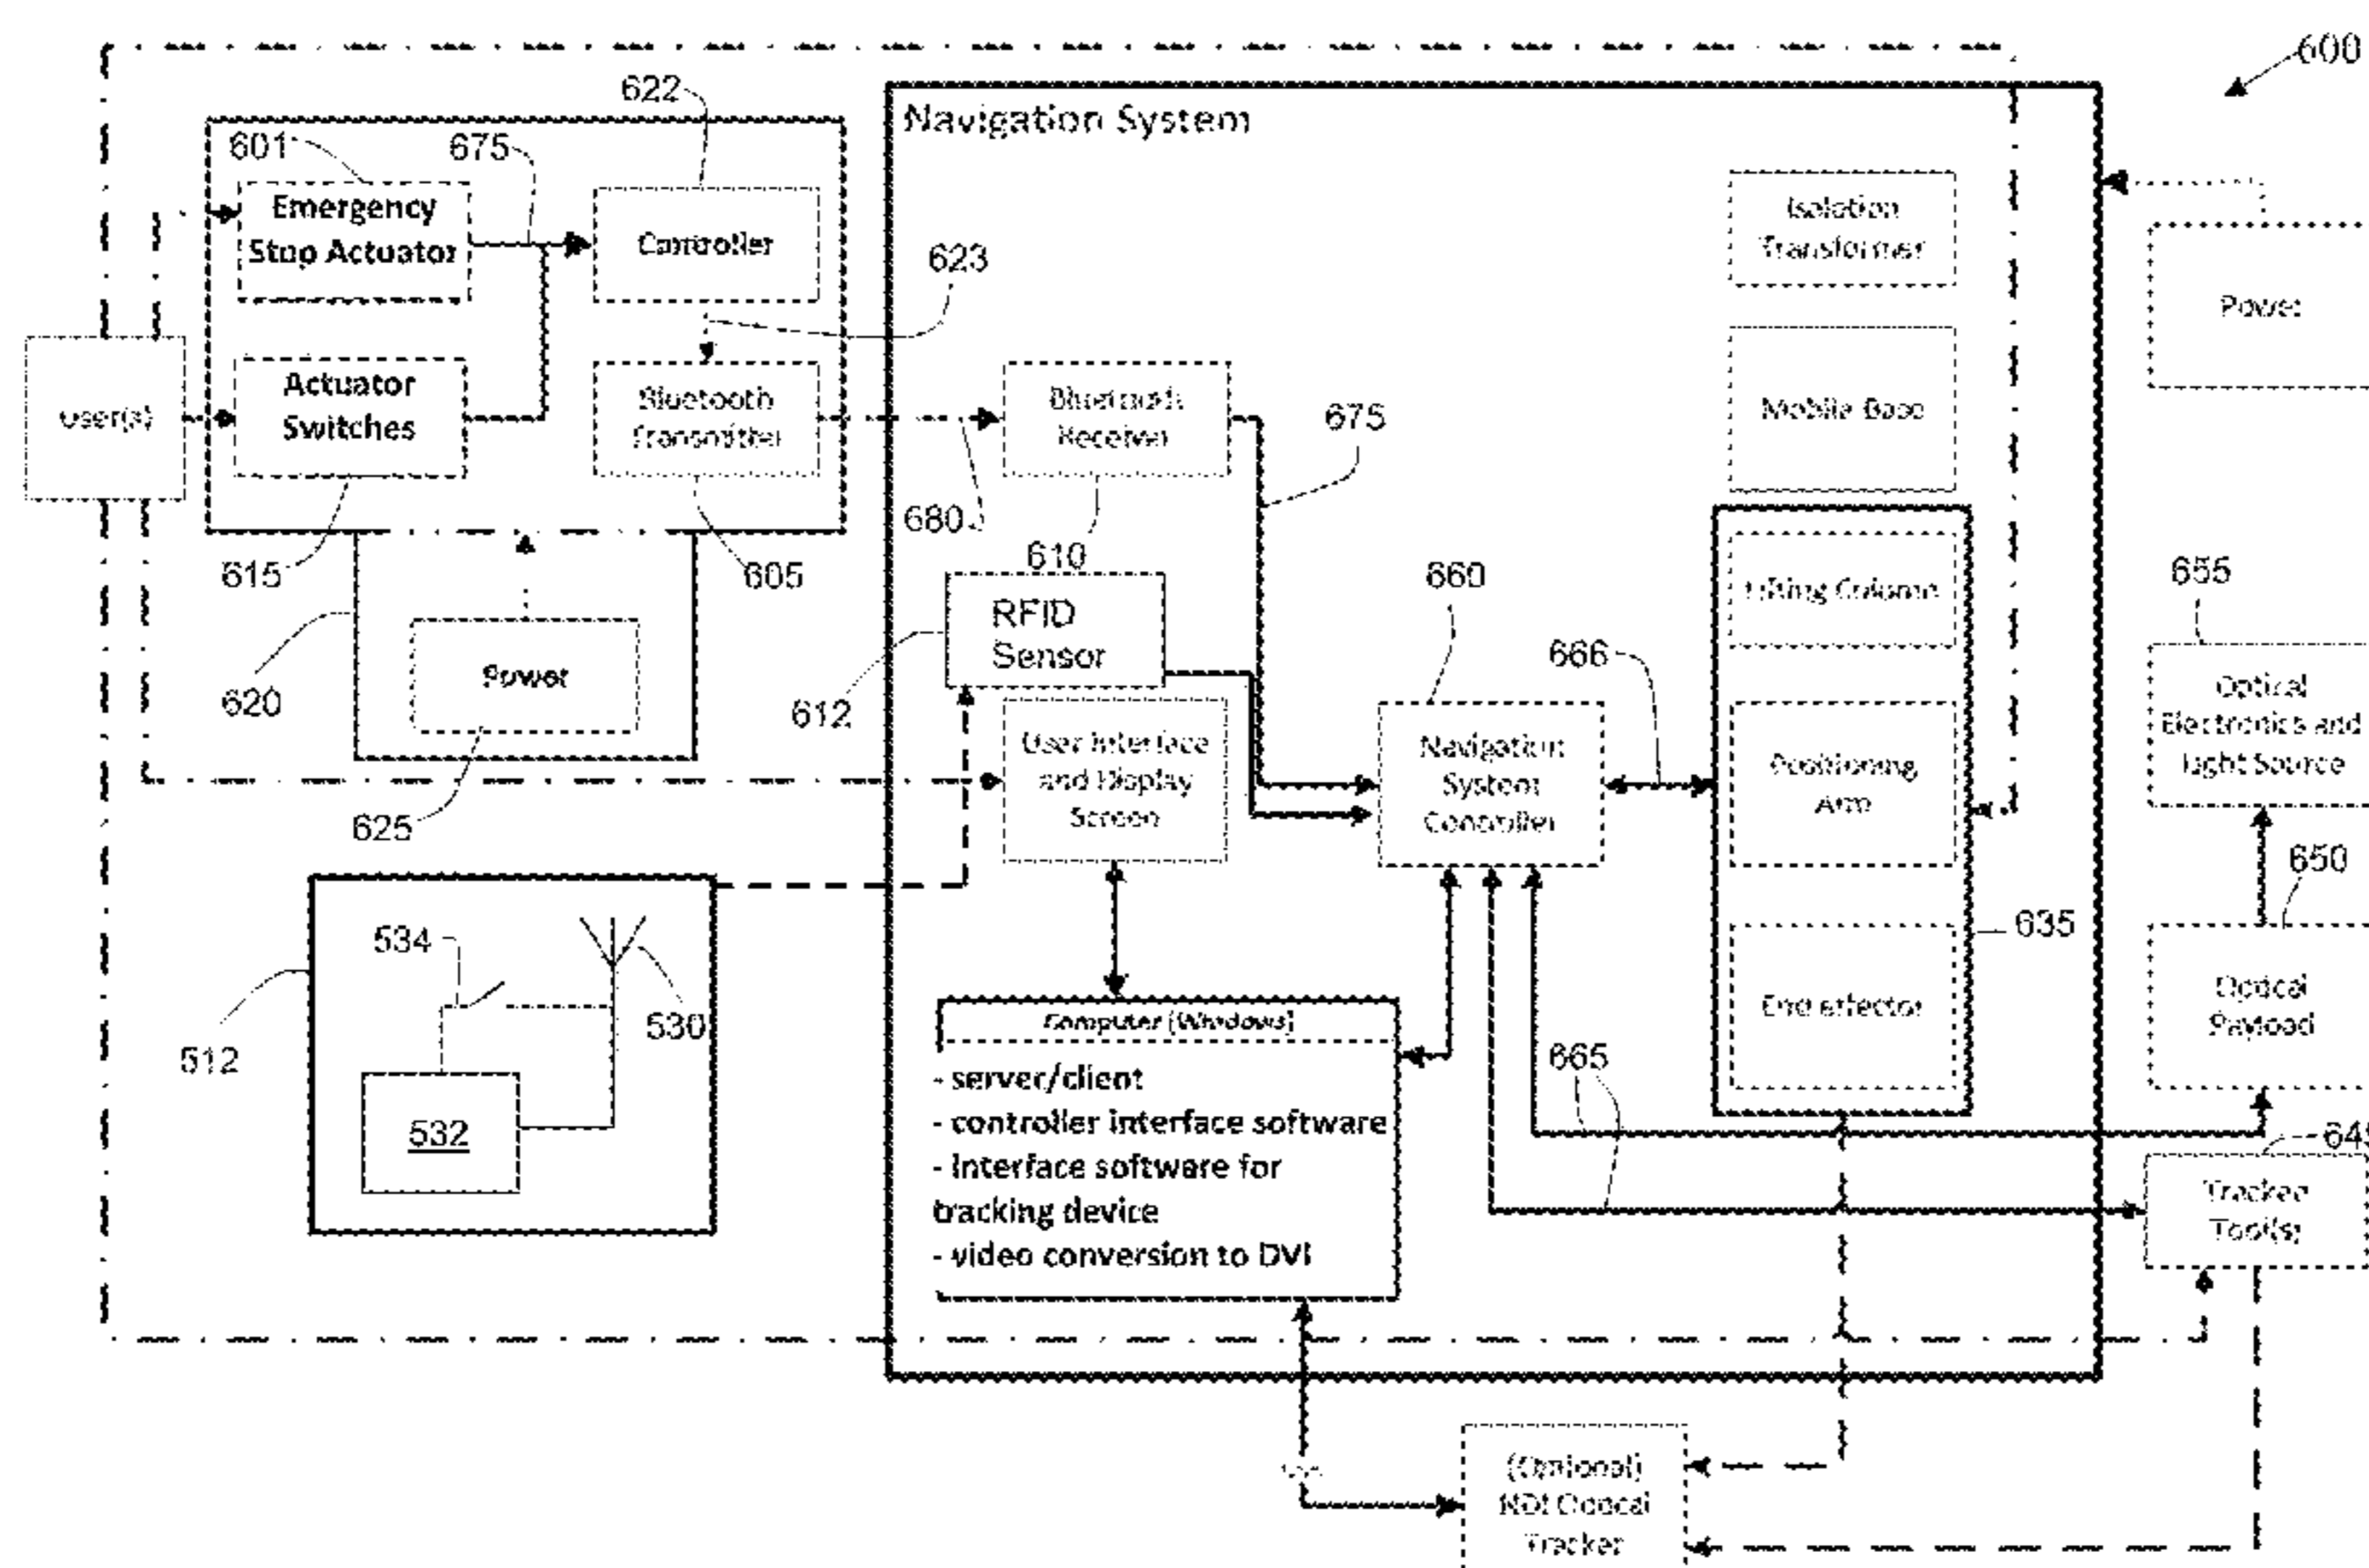 600
622
Navigation System
601
675
Emergency
Stop Actuator
Controller
623
Isolation
Transformer
Power
User(s)
Actuator
Switches
Bluetooth
Transmitter
Bluetooth
Receiver
675
Mobile Base
680
615
605
610
620
Power
625
RFID
Sensor
612
660
666
Lifting Column
655
Optical
Electronics and
Light Source
User Interface
and Display
Screen
Navigation
System
Controller
Positioning
Arm
650
635
534
530
512
532
End effector
Optical
Payload
Computer (Windows)
- server/client
- controller interface software
- Interface software for
tracking device
- video conversion to DVI
665
Tracked
Tool(s)
(Optional)
NDI Optical
Tracker